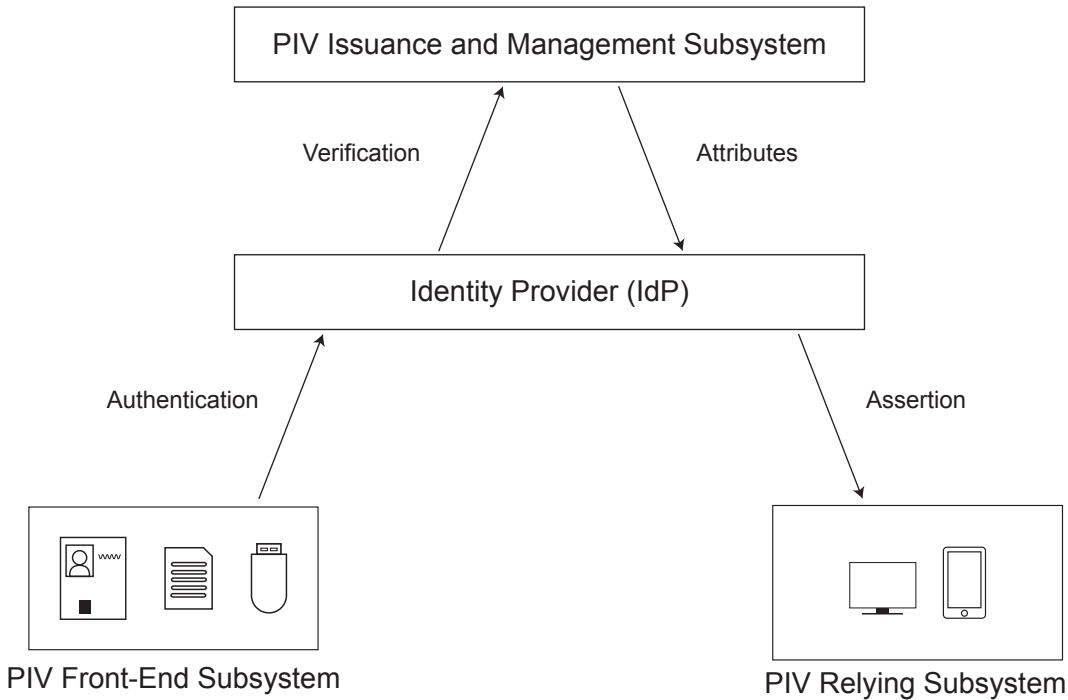 PIV Issuance and Management Subsystem
Verification
Attributes
Identity Provider (IdP)
Authentication
Assertion
PIV Front-End Subsystem
PIV Relying Subsystem